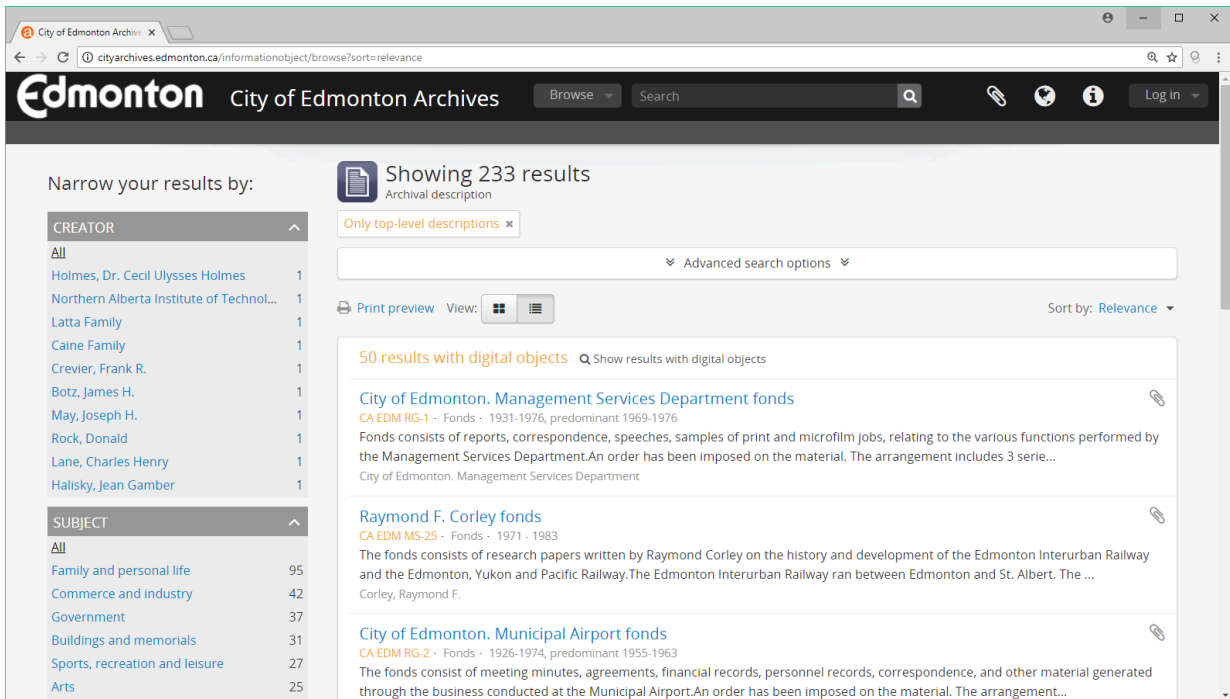 City of Edmonton Archive
cityarchives.edmonton.ca/informationobject/browse?sort=relevance
Edmonton City of Edmonton Archives Browse Search Log in
Narrow your results by:
CREATOR
All
Holmes, Dr. Cecil Ulysses Holmes 1
Northern Alberta Institute of Technol... 1
Latta Family 1
Caine Family 1
Crevier, Frank R. 1
Botz, James H. 1
May, Joseph H. 1
Rock, Donald 1
Lane, Charles Henry 1
Halisky, Jean Gamber 1
SUBJECT
All
Family and personal life 95
Commerce and industry 42
Government 37
Buildings and memorials 31
Sports, recreation and leisure 27
Arts 25
Showing 233 results
Archival description
Only top-level descriptions ×
Advanced search options
Print preview View: Sort by: Relevance
50 results with digital objects Show results with digital objects
City of Edmonton. Management Services Department fonds
CA EDM RG-1 · Fonds · 1931-1976, predominant 1969-1976
Fonds consists of reports, correspondence, speeches, samples of print and microfilm jobs, relating to the various functions performed by
the Management Services Department.An order has been imposed on the material. The arrangement includes 3 serie...
City of Edmonton. Management Services Department
Raymond F. Corley fonds
CA EDM MS-25 · Fonds · 1971 - 1983
The fonds consists of research papers written by Raymond Corley on the history and development of the Edmonton Interurban Railway
and the Edmonton, Yukon and Pacific Railway.The Edmonton Interurban Railway ran between Edmonton and St. Albert. The ...
Corley, Raymond F.
City of Edmonton. Municipal Airport fonds
CA EDM RG-2 · Fonds · 1926-1974, predominant 1955-1963
The fonds consist of meeting minutes, agreements, financial records, personnel records, correspondence, and other material generated
through the business conducted at the Municipal Airport.An order has been imposed on the material. The arrangement...